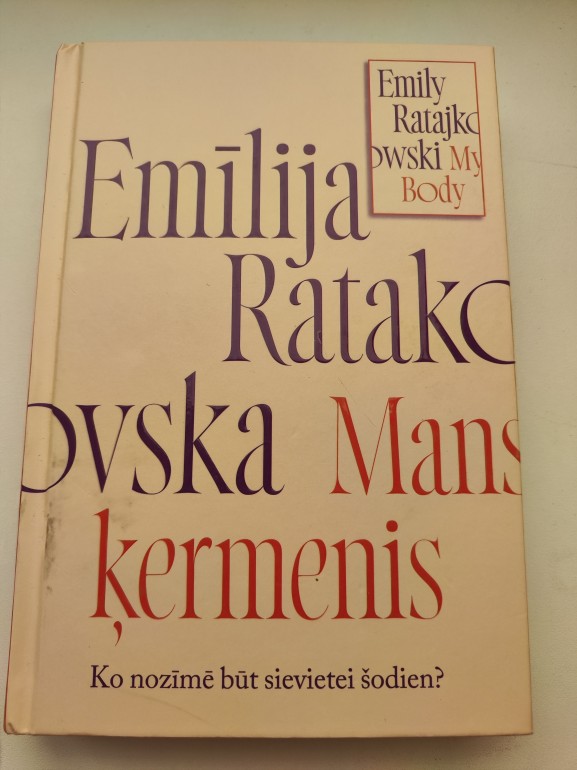 Emily
Ratajko
owski My
Body
Emīlija
Ratako
ovska Mans
ķermenis
Ko nozīmē būt sievietei šodien?